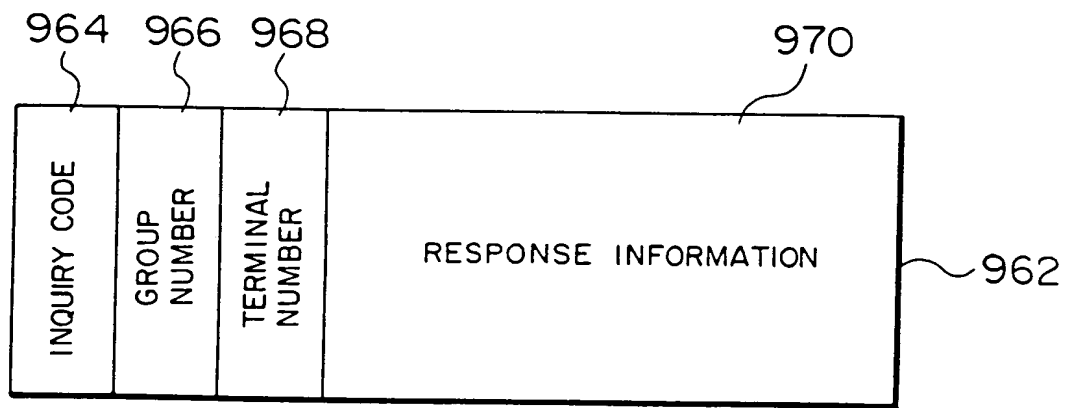 964 966 968 970
INQUIRY CODE
GROUP
NUMBER
TERMINAL
NUMBER
RESPONSE INFORMATION
962